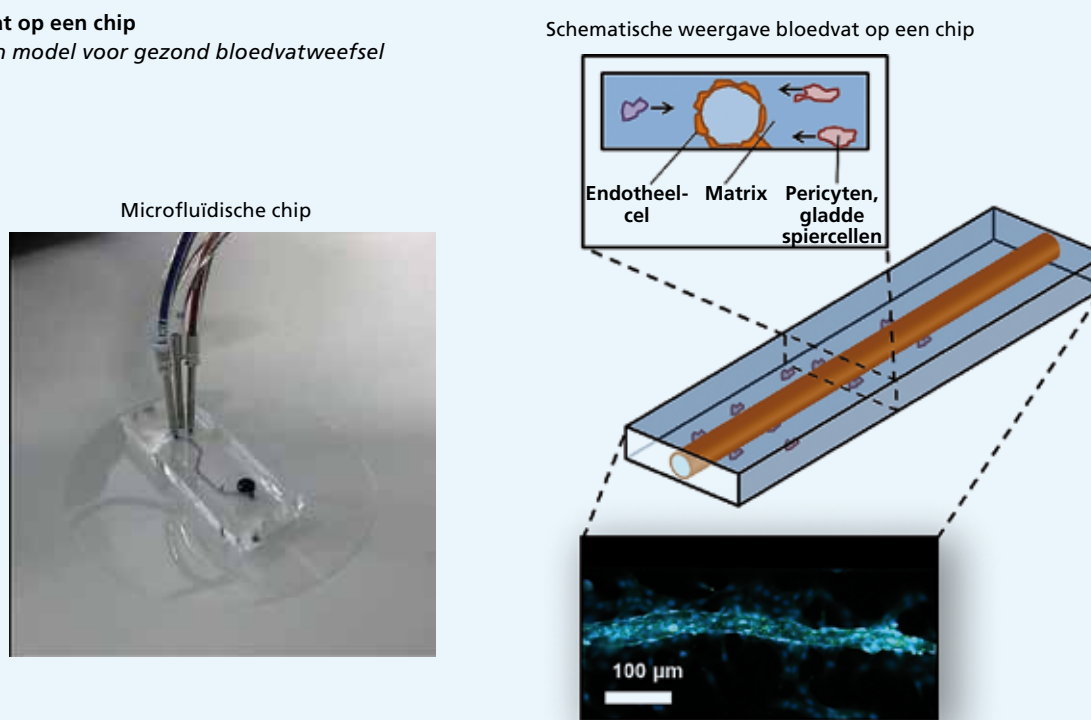 at op een chip
n model voor gezond bloedvatweefsel
Microfluïdische chip
Schematische weergave bloedvat op een chip
Endotheel-
cel
Matrix
Pericyten,
gladde
spiercellen
100 µm